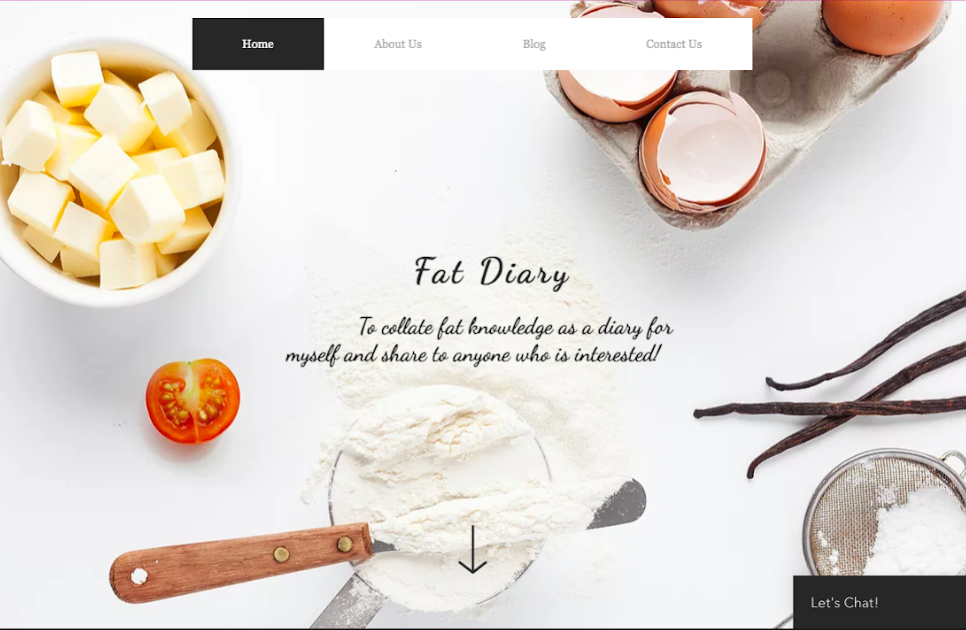 Home About Us Blog Contact Us
Fat Diary
To collate fat knowledge as a diary for
myself and share to anyone who is interested!
Let's Chat!